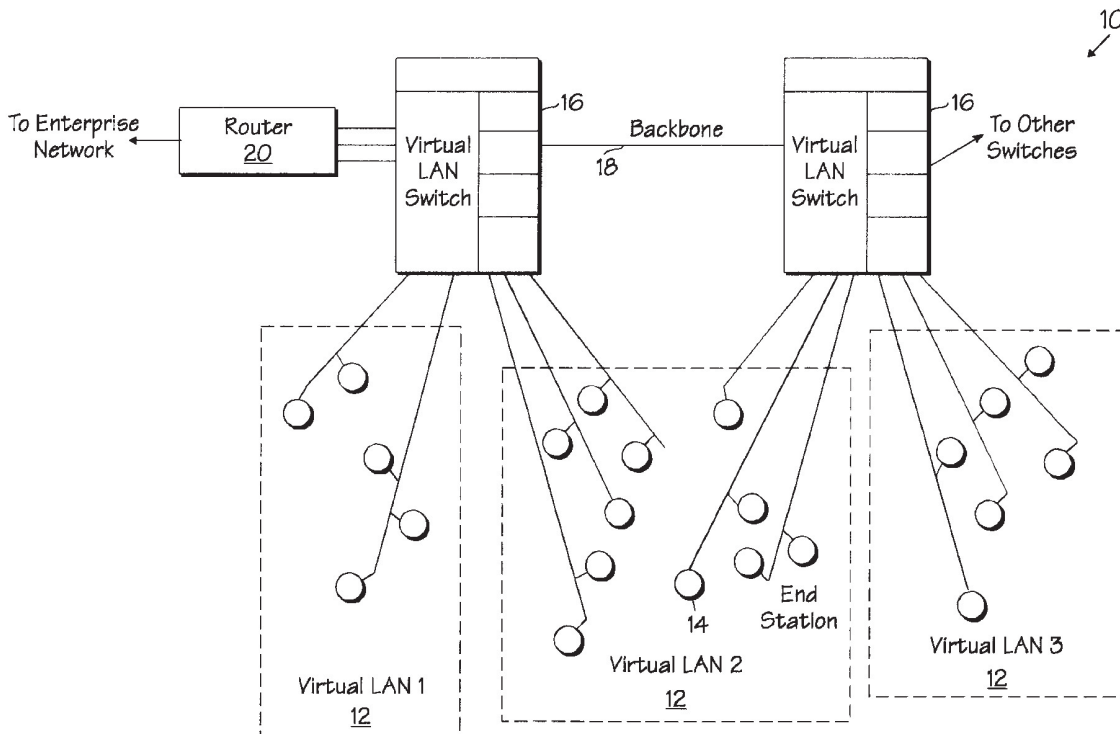 10
To Enterprise
Network
Router
20
Virtual
LAN
Switch
16
Backbone
18
Virtual
LAN
Switch
16
To Other
Switches
14
End
Station
Virtual LAN 1
12
Virtual LAN 2
12
Virtual LAN 3
12